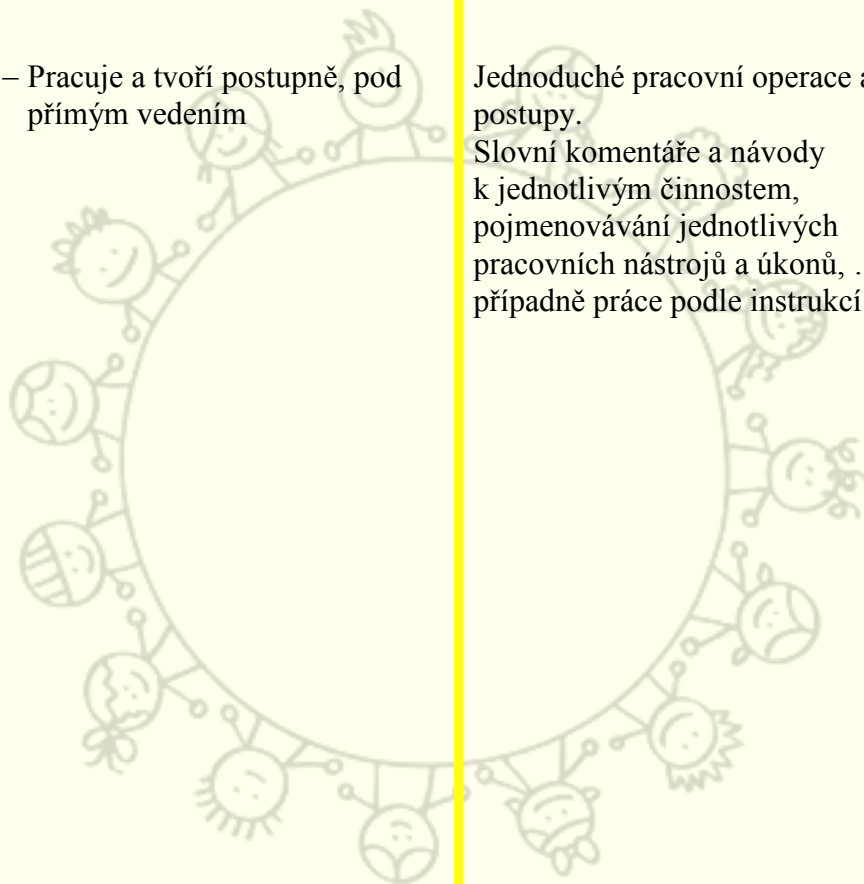 – Pracuje a tvoří postupně, pod
přímým vedením
Jednoduché pracovní operace a
postupy.
Slovní komentáře a návody
k jednotlivým činnostem,
pojmenovávání jednotlivých
pracovních nástrojů a úkonů, .
případně práce podle instrukcí